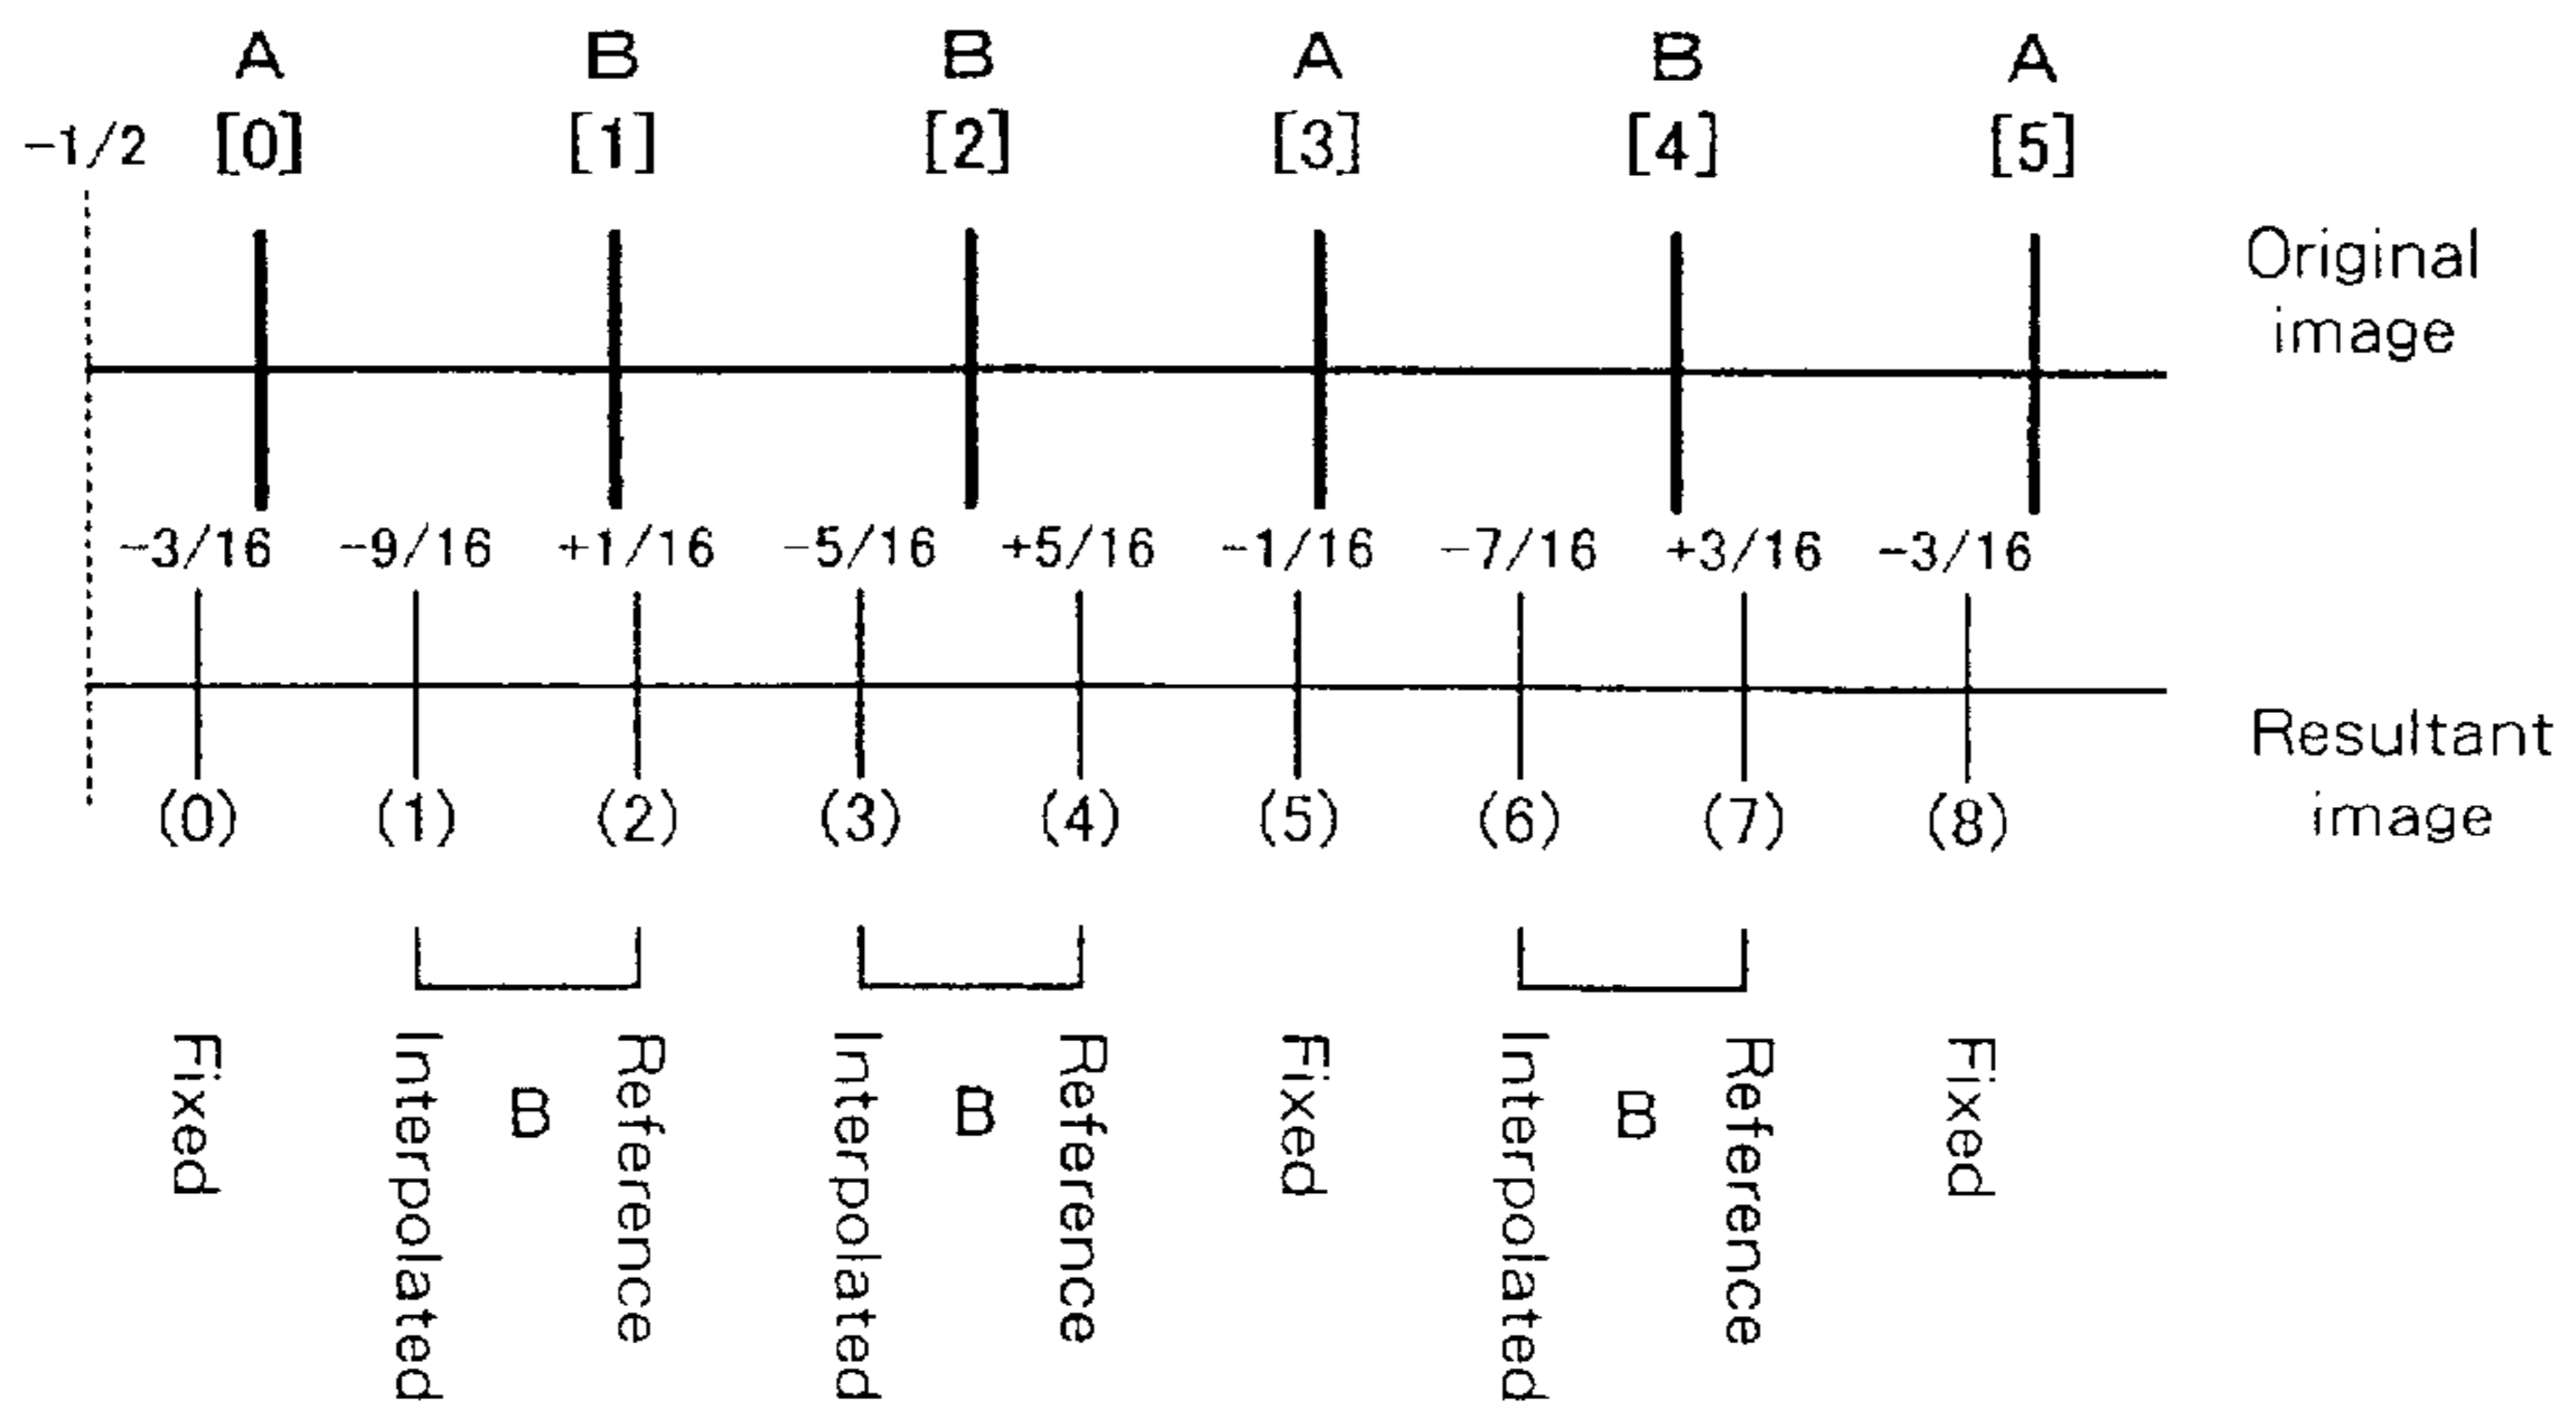 A B B A B A
-1/2 [0] [1] [2] [3] [4] [5]
Original
image
-3/16 -9/16 +1/16 -5/16 +5/16 -1/16 -7/16 +3/16 -3/16
Resultant
image
(0) (1) (2) (3) (4) (5) (6) (7) (8)
Fixed
Interpolated
B
Reference
Interpolated
B
Reference
Fixed
Interpolated
B
Reference
Fixed